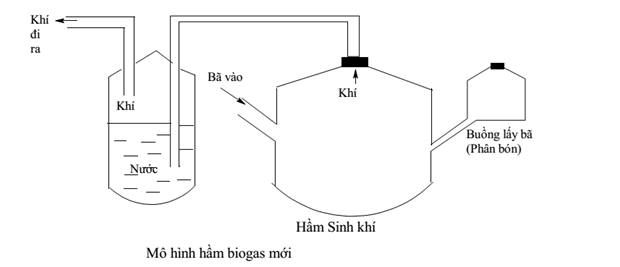 Khí
đi
ra
Khí
Nước
Bã vào
Khí
Buồng lấy bã
(Phân bón)
Hầm Sinh khí
Mô hình hầm biogas mới